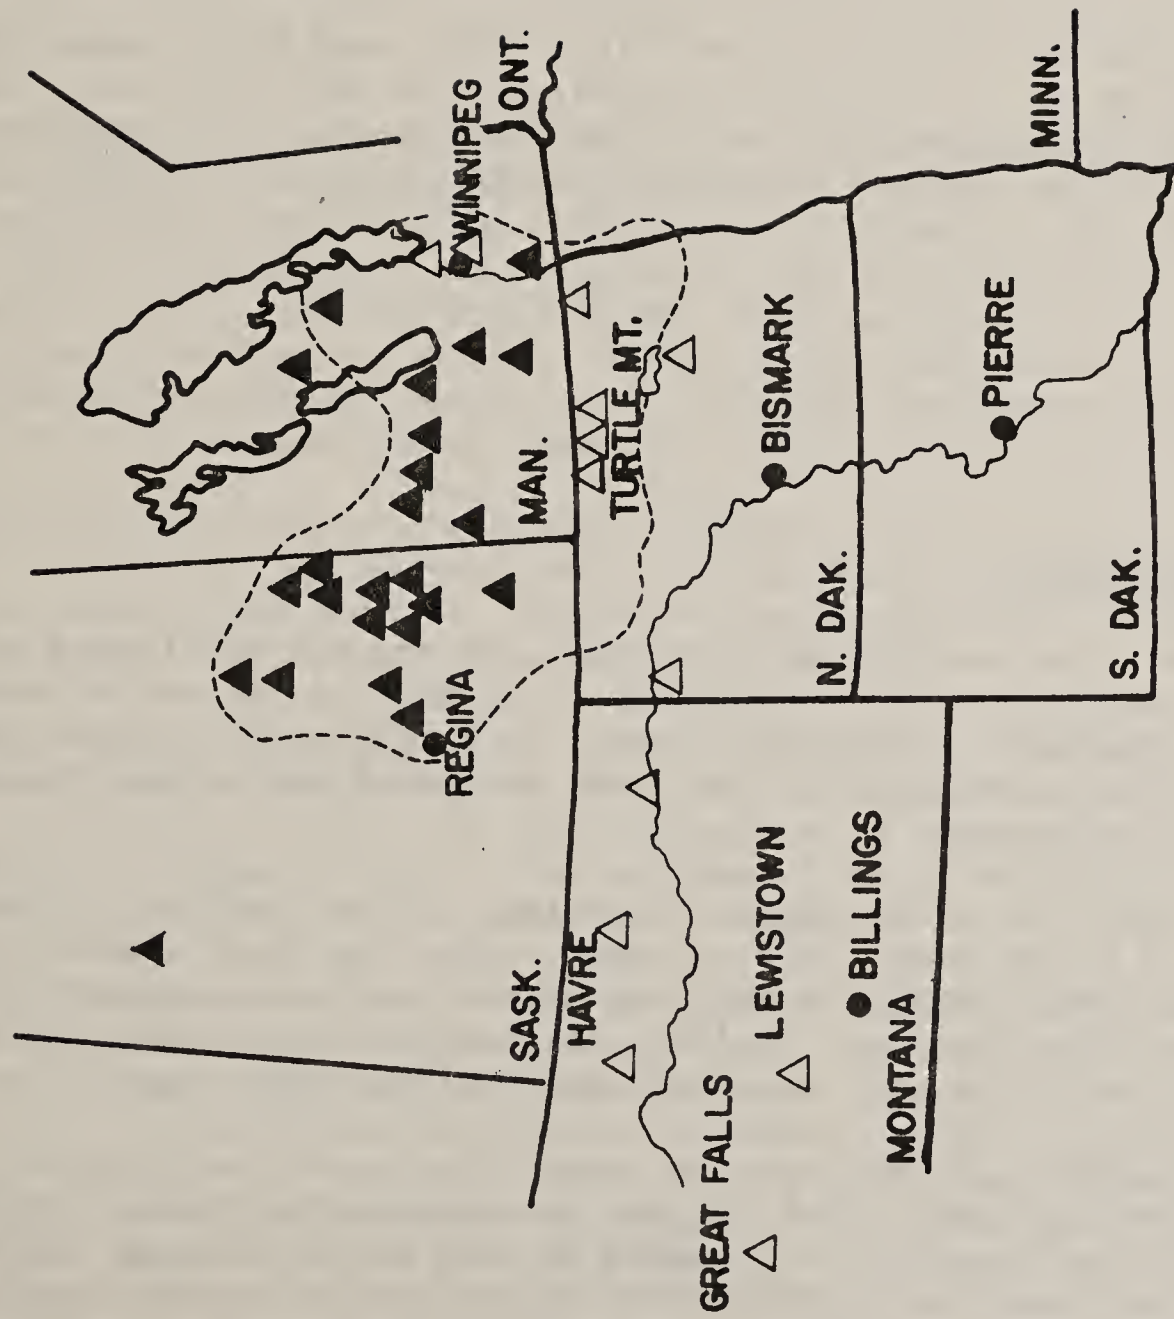 ONT.
WINNIPEG
MINN.
MAN.
TURTLE MT.
BISMARK
PIERRE
REGINA
N. DAK.
S. DAK.
SASK.
HAVRE
LEWISTOWN
BILLINGS
GREAT FALLS
MONTANA